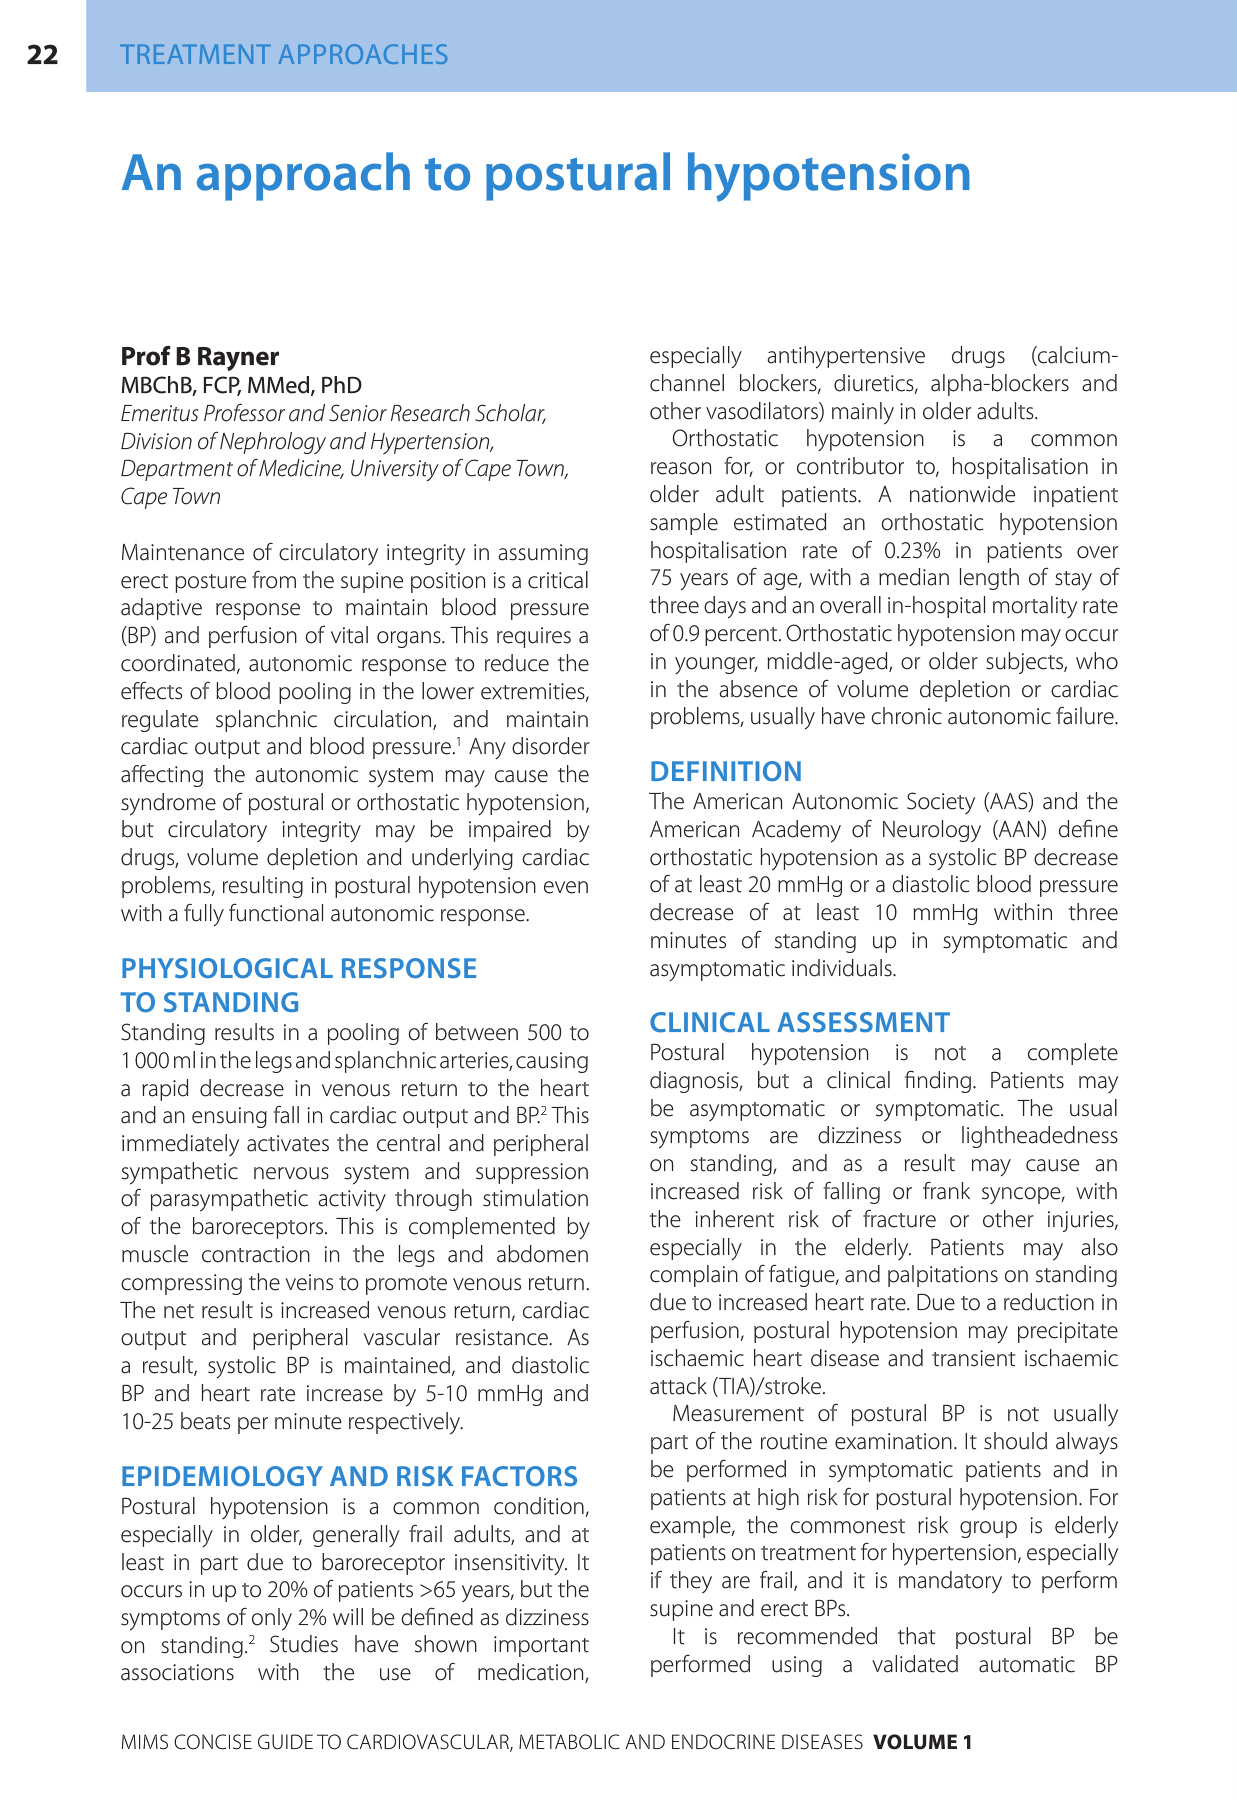 22
TREATMENT APPROACHES
An approach to postural hypotension
Prof B Rayner
MBChB, FCP, MMed, PhD
Emeritus Professor and Senior Research Scholar,
Division of Nephrology and Hypertension,
Department of Medicine, University of Cape Town,
Cape Town
Maintenance of circulatory integrity in assuming
erect posture from the supine position is a critical
adaptive response to maintain blood pressure
(BP) and perfusion of vital organs. This requires a
coordinated, autonomic response to reduce the
effects of blood pooling in the lower extremities,
regulate splanchnic circulation, and maintain
cardiac output and blood pressure.¹ Any disorder
affecting the autonomic system may cause the
syndrome of postural or orthostatic hypotension,
but circulatory integrity may be impaired by
drugs, volume depletion and underlying cardiac
problems, resulting in postural hypotension even
with a fully functional autonomic response.
PHYSIOLOGICAL RESPONSE
TO STANDING
Standing results in a pooling of between 500 to
1 000 ml in the legs and splanchnic arteries, causing
a rapid decrease in venous return to the heart
and an ensuing fall in cardiac output and BP.² This
immediately activates the central and peripheral
sympathetic nervous system and suppression
of parasympathetic activity through stimulation
of the baroreceptors. This is complemented by
muscle contraction in the legs and abdomen
compressing the veins to promote venous return.
The net result is increased venous return, cardiac
output and peripheral vascular resistance. As
a result, systolic BP is maintained, and diastolic
BP and heart rate increase by 5-10 mmHg and
10-25 beats per minute respectively.
EPIDEMIOLOGY AND RISK FACTORS
Postural hypotension is a common condition,
especially in older, generally frail adults, and at
least in part due to baroreceptor insensitivity. It
occurs in up to 20% of patients >65 years, but the
symptoms of only 2% will be defined as dizziness
on standing.² Studies have shown important
associations with the use of medication,
especially antihypertensive drugs (calcium-
channel blockers, diuretics, alpha-blockers and
other vasodilators) mainly in older adults.
Orthostatic hypotension is a common
reason for, or contributor to, hospitalisation in
older adult patients. A nationwide inpatient
sample estimated an orthostatic hypotension
hospitalisation rate of 0.23% in patients over
75 years of age, with a median length of stay of
three days and an overall in-hospital mortality rate
of 0.9 percent. Orthostatic hypotension may occur
in younger, middle-aged, or older subjects, who
in the absence of volume depletion or cardiac
problems, usually have chronic autonomic failure.
DEFINITION
The American Autonomic Society (AAS) and the
American Academy of Neurology (AAN) define
orthostatic hypotension as a systolic BP decrease
of at least 20 mmHg or a diastolic blood pressure
decrease of at least 10 mmHg within three
minutes of standing up in symptomatic and
asymptomatic individuals.
CLINICAL ASSESSMENT
Postural hypotension is not a complete
diagnosis, but a clinical finding. Patients may
be asymptomatic or symptomatic. The usual
symptoms are dizziness or lightheadedness
on standing, and as a result may cause an
increased risk of falling or frank syncope, with
the inherent risk of fracture or other injuries,
especially in the elderly. Patients may also
complain of fatigue, and palpitations on standing
due to increased heart rate. Due to a reduction in
perfusion, postural hypotension may precipitate
ischaemic heart disease and transient ischaemic
attack (TIA)/stroke.
Measurement of postural BP is not usually
part of the routine examination. It should always
be performed in symptomatic patients and in
patients at high risk for postural hypotension. For
example, the commonest risk group is elderly
patients on treatment for hypertension, especially
if they are frail, and it is mandatory to perform
supine and erect BPs.
It is recommended that postural BP be
performed using a validated automatic BP
MIMS CONCISE GUIDE TO CARDIOVASCULAR, METABOLIC AND ENDOCRINE DISEASES VOLUME 1